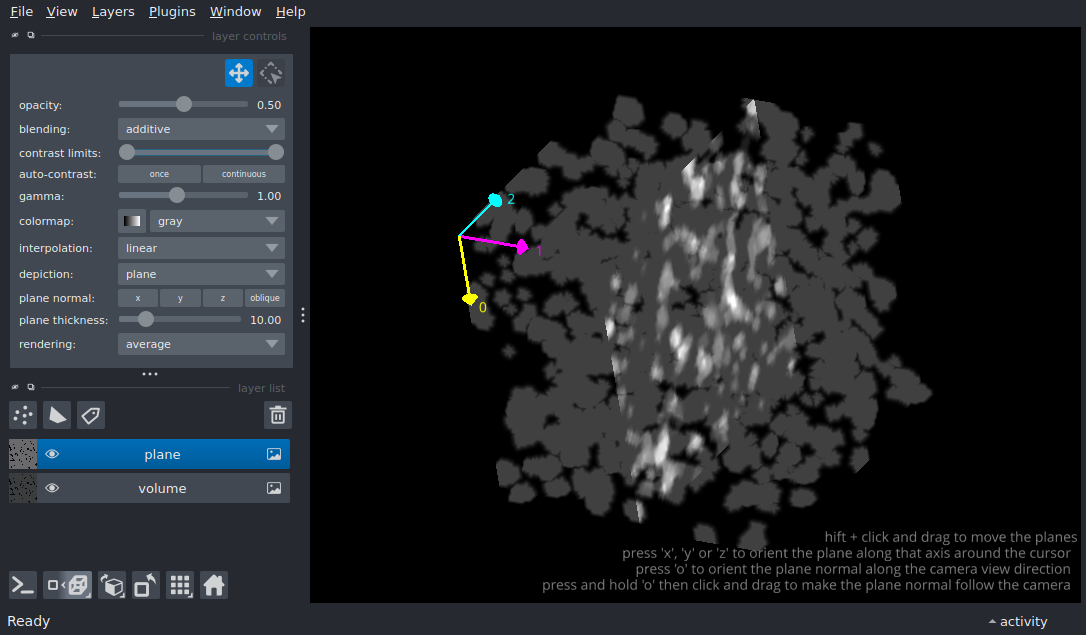 File View Layers Plugins Window Help
layer controls
opacity: 0.50
blending: additive
contrast limits:
auto-contrast: once continuous
gamma: 1.00
colormap: gray
interpolation: linear
depiction: plane
plane normal: x y z oblique
plane thickness: 10.00
rendering: average
layer list
plane
volume
2
1
0
hift + click and drag to move the planes
press 'x', 'y' or 'z' to orient the plane along that axis around the cursor
press 'o' to orient the plane normal along the camera view direction
press and hold 'o' then click and drag to make the plane normal follow the camera
Ready activity